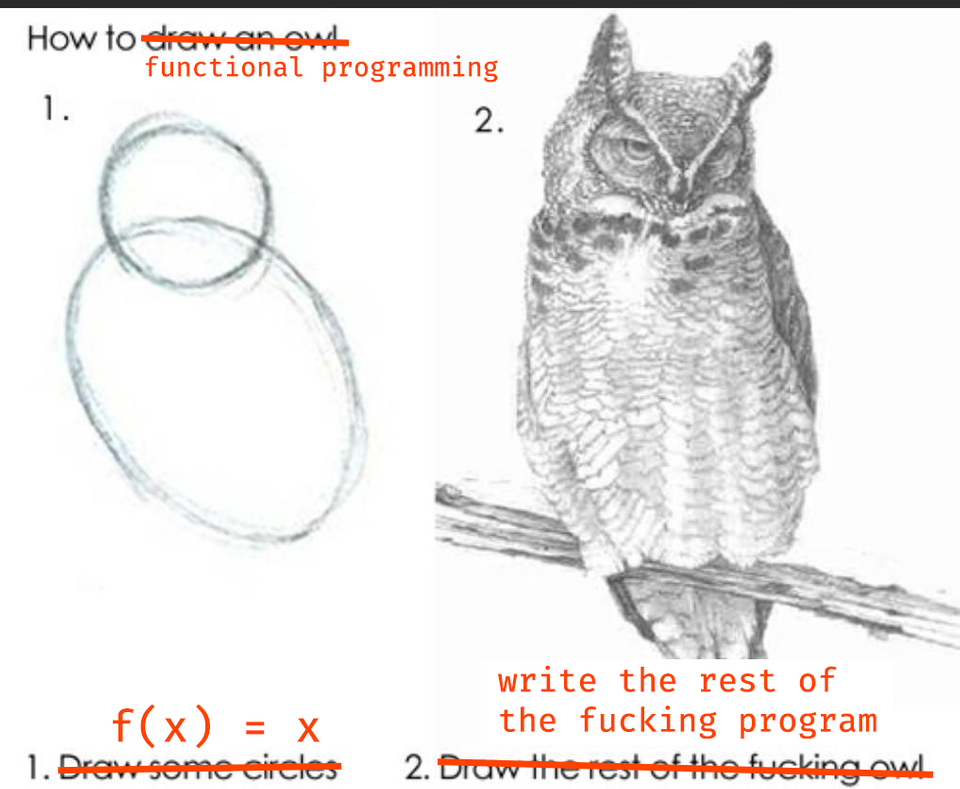 How to draw an owl
functional programming
1.
2.
f(x) = x
write the rest of
the fucking program
1. Draw some circles
2. Draw the rest of the fucking owl